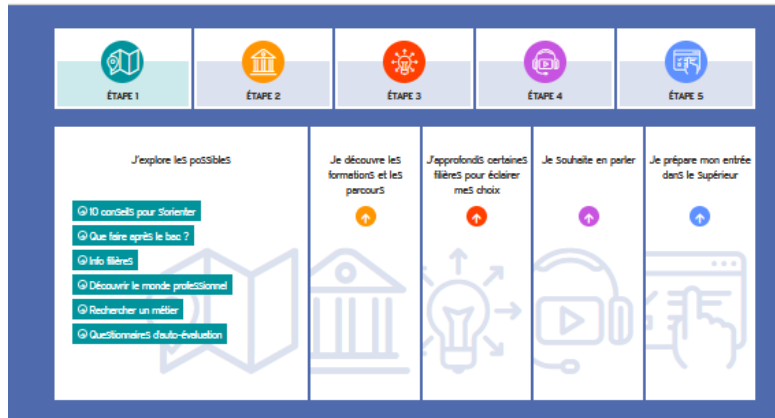 ÉTAPE 1
ÉTAPE 2
ÉTAPE 3
ÉTAPE 4
ÉTAPE 5
J'explore les possibles
10 conseils pour s'orienter
Que faire après le bac ?
Info filières
Découvrir le monde professionnel
Rechercher un métier
Questionnaires d'auto-évaluation
Je découvre les
formations et les
parcours
J'approfondis certaines
filières pour éclairer
mes choix
Je souhaite en parler
Je prépare mon entrée
dans le supérieur